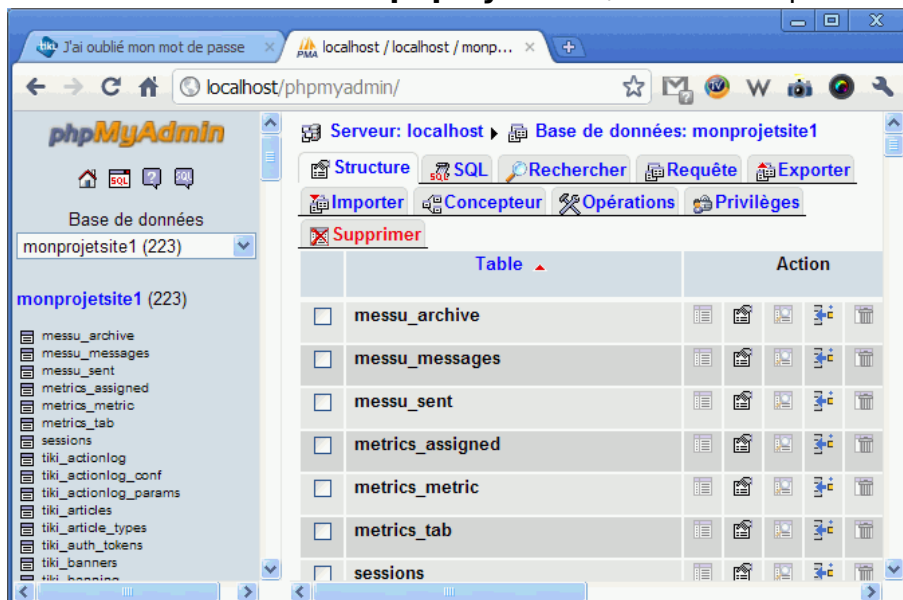 J'ai oublié mon mot de passe
localhost / localhost / monp...
localhost/phpmyadmin/
phpMyAdmin
Base de données
monprojetsite1 (223)
monprojetsite1 (223)
messu_archive
messu_messages
messu_sent
metrics_assigned
metrics_metric
metrics_tab
sessions
tiki_actionlog
tiki_actionlog_conf
tiki_actionlog_params
tiki_articles
tiki_article_types
tiki_auth_tokens
tiki_banners
Serveur: localhost Base de données: monprojetsite1
Structure SQL Rechercher Requête Exporter
Importer Concepteur Opérations Privilèges
Supprimer
Table Action
messu_archive
messu_messages
messu_sent
metrics_assigned
metrics_metric
metrics_tab
sessions